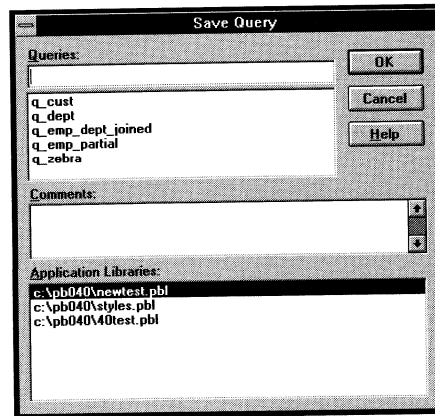 Save Query
Queries:
OK
q_cust
q_dept
q_emp_dept_joined
q_emp_partial
q_zebra
Cancel
Help
Comments:
Application Libraries:
c:\pb040\newtest.pbl
c:\pb040\styles.pbl
c:\pb040\40test.pbl